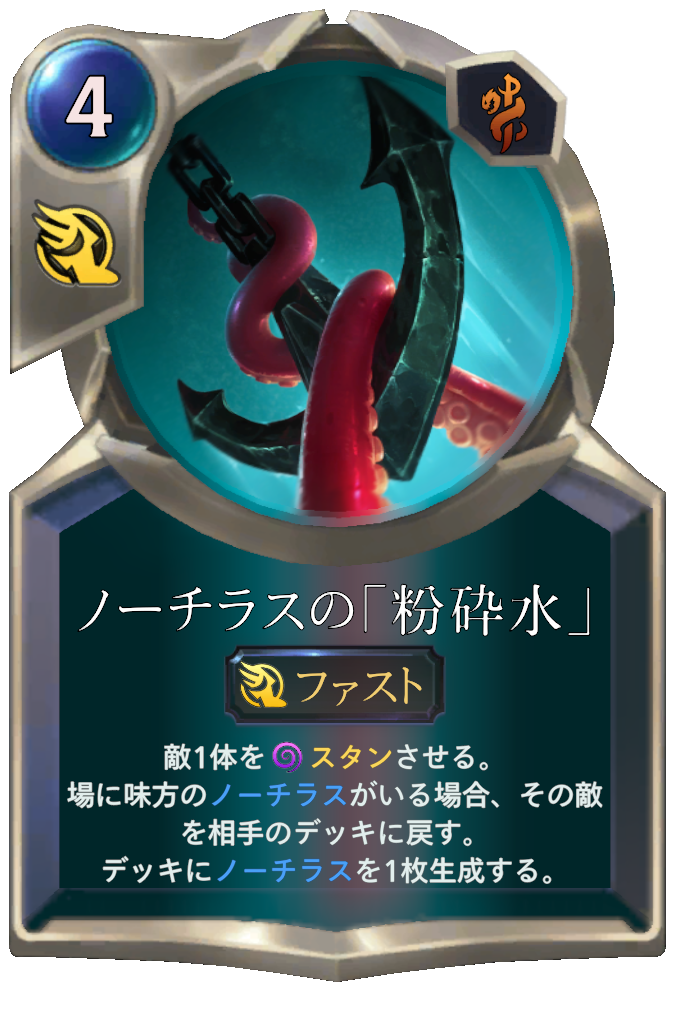 4
ノーチラスの「粉砕水」
ファスト
敵1体をスタンさせる。
場に味方のノーチラスがいる場合、その敵
を相手のデッキに戻す。
デッキにノーチラスを1枚生成する。